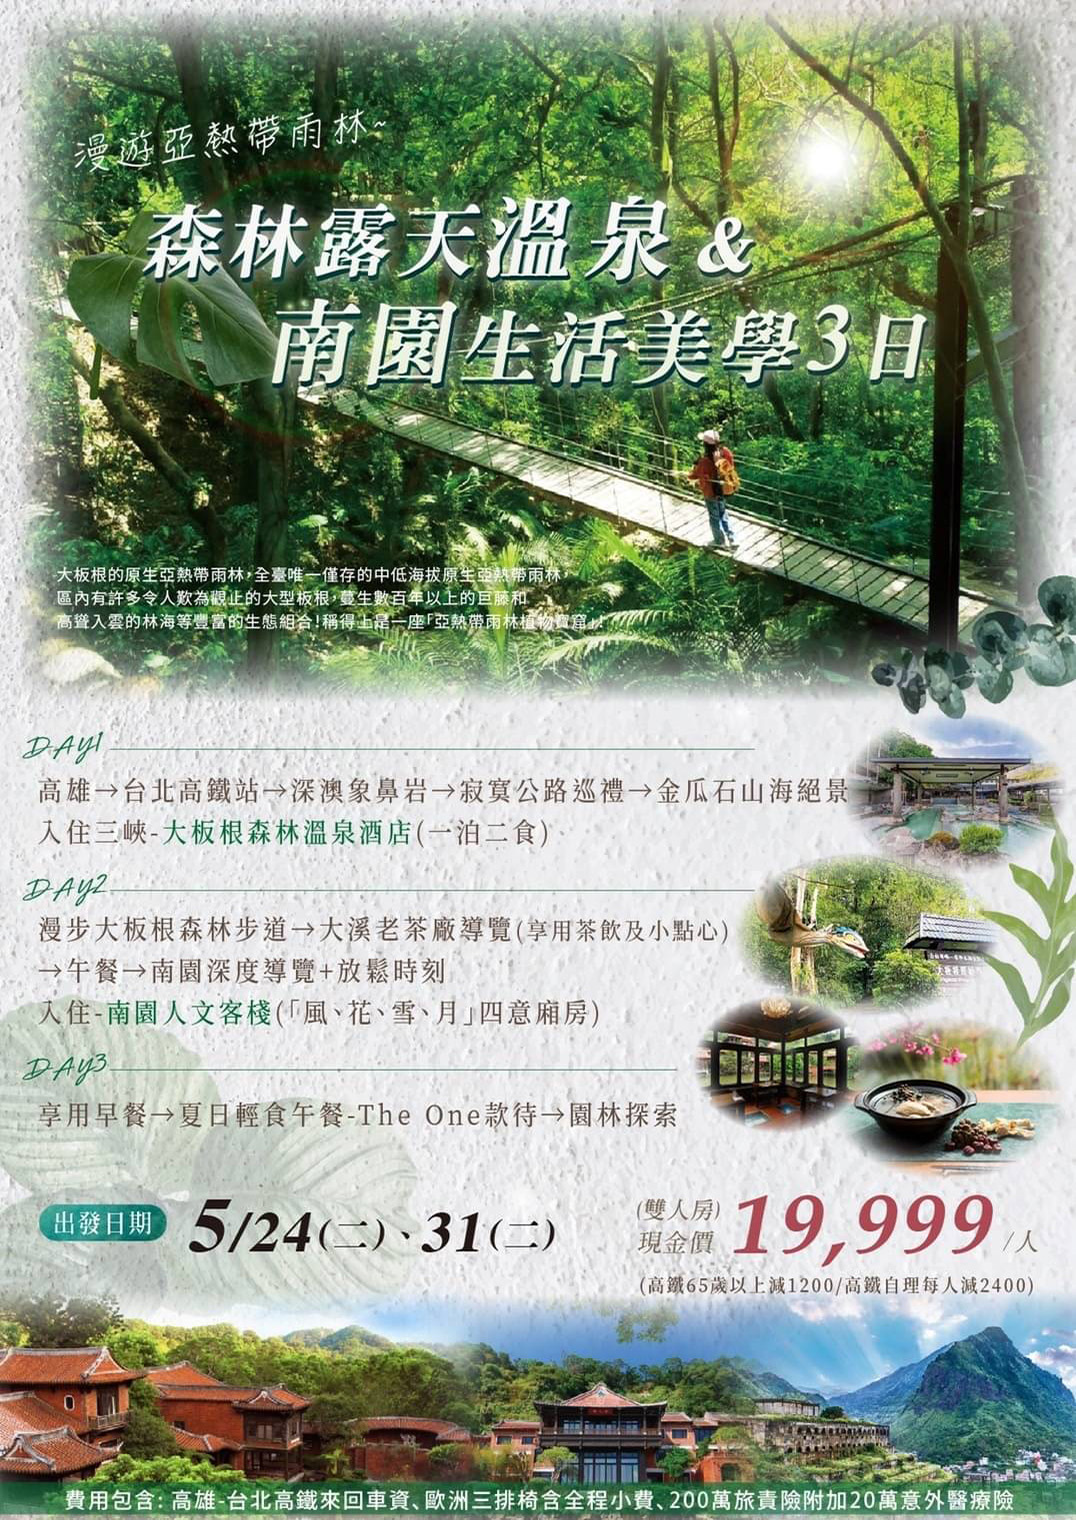 漫遊亞熱帶雨林~
森林露天溫泉&
南園生活美學3日
大板根的原生亞熱帶雨林,全臺唯一僅存的中低海拔原生亞熱帶雨林,
區內有許多令人歎為觀止的大型板根,蔓生數百年以上的巨藤和
高聳入雲的林海等豐富的生態組合!稱得上是一座「亞熱帶雨林植物寶窟」!
DAY1
高雄→台北高鐵站→深澳象鼻岩→寂寞公路巡禮→金瓜石山海絕景
入住三峽-大板根森林溫泉酒店(一泊二食)
DAY2
漫步大板根森林步道→大溪老茶廠導覽(享用茶飲及小點心)
→午餐→南園深度導覽+放鬆時刻
入住-南園人文客棧(「風、花、雪、月」四意廂房)
DAY3
享用早餐→夏日輕食午餐-The One款待→園林探索
出發日期 5/24(二)、31(二)
(雙人房)
現金價 19,999/人
(高鐵65歲以上減1200/高鐵自理每人減2400)
費用包含: 高雄-台北高鐵來回車資、歐洲三排椅含全程小費、200萬旅責險附加20萬意外醫療險